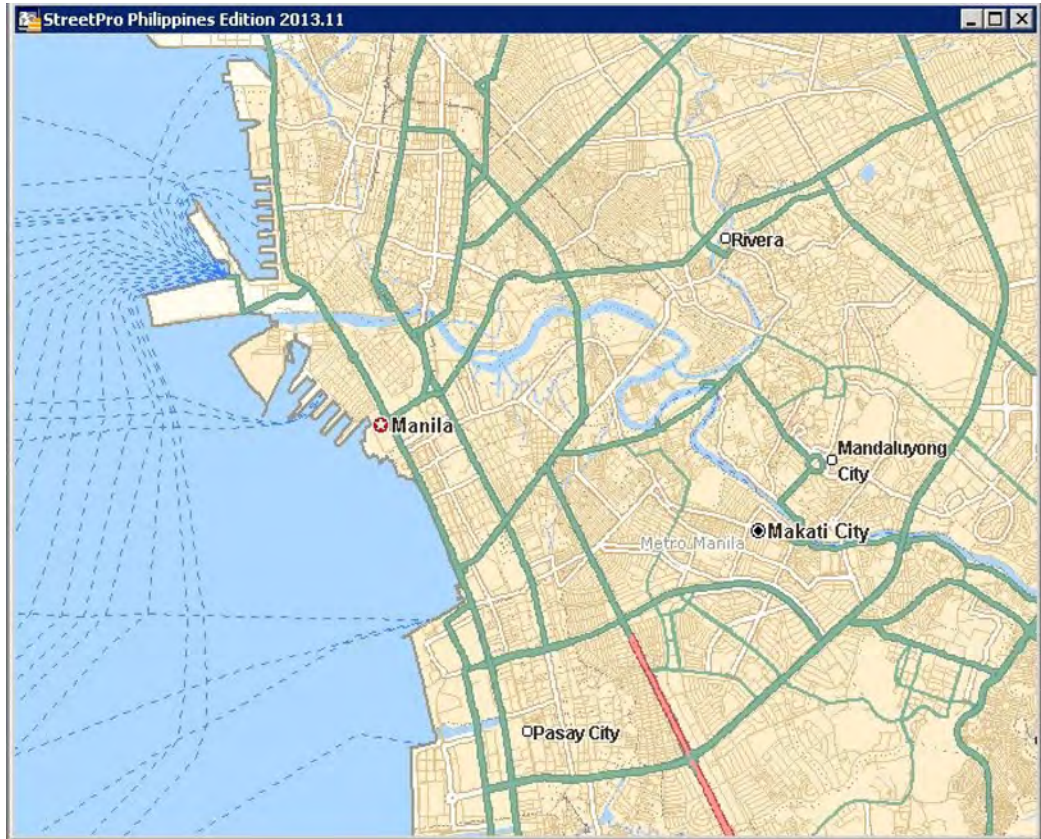 StreetPro Philippines Edition 2013.11
Rivera
Manila
Mandaluyong
City
Makati City
Metro Manila
Pasay City